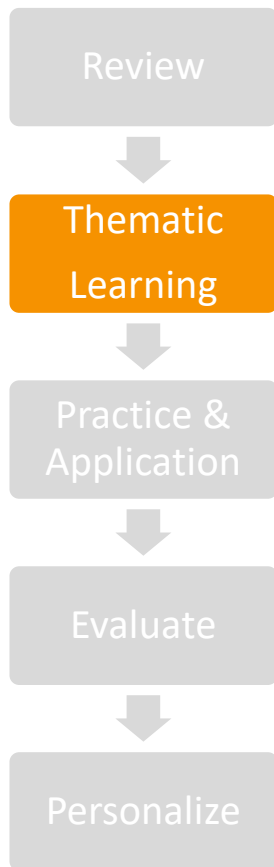 Review
Thematic
Learning
Practice &
Application
Evaluate
Personalize